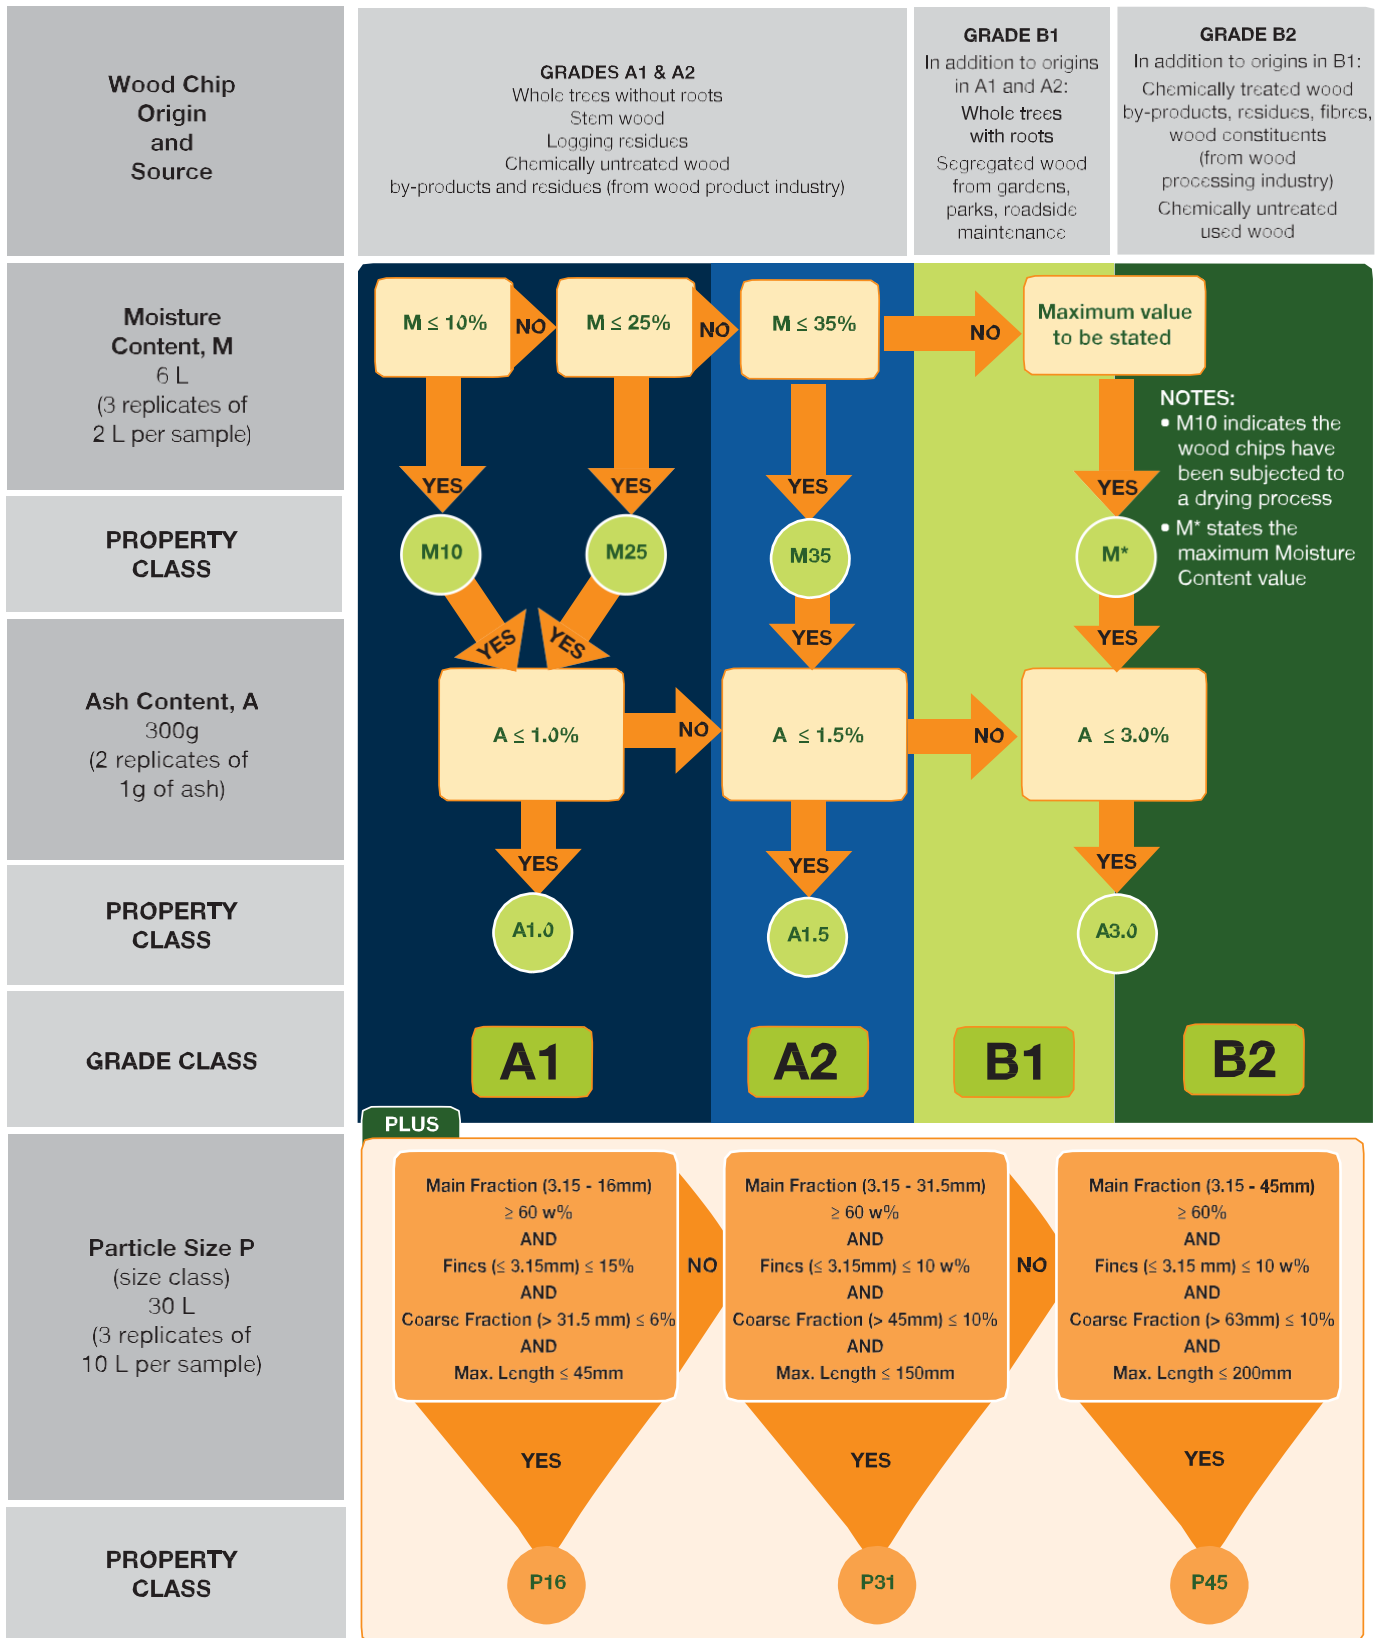 Wood Chip
Origin
and
Source
GRADES A1 & A2
Whole trees without roots
Stem wood
Logging residues
Chemically untreated wood
by-products and residues (from wood product industry)
GRADE B1
In addition to origins
in A1 and A2:
Whole trees
with roots
Segregated wood
from gardens,
parks, roadside
maintenance
GRADE B2
In addition to origins in B1:
Chemically treated wood
by-products, residues, fibres,
wood constituents
(from wood
processing industry)
Chemically untreated
used wood
Moisture
Content, M
6 L
(3 replicates of
2 L per sample)
M ≤ 10%
NO
M ≤ 25%
NO
M ≤ 35%
NO
Maximum value
to be stated
YES
YES
YES
YES
NOTES:
• M10 indicates the
wood chips have
been subjected to
a drying process
• M* states the
maximum Moisture
Content value
PROPERTY
CLASS
M10
M25
M35
M*
YES
YES
YES
YES
Ash Content, A
300g
(2 replicates of
1g of ash)
A ≤ 1.0%
NO
A ≤ 1.5%
NO
A ≤ 3.0%
YES
YES
YES
PROPERTY
CLASS
A1.0
A1.5
A3.0
GRADE CLASS
A1
A2
B1
B2
PLUS
Particle Size P
(size class)
30 L
(3 replicates of
10 L per sample)
Main Fraction (3.15 - 16mm)
≥ 60 w%
AND
Fines (≤ 3.15mm) ≤ 15%
AND
Coarse Fraction (> 31.5 mm) ≤ 6%
AND
Max. Length ≤ 45mm
NO
Main Fraction (3.15 - 31.5mm)
≥ 60 w%
AND
Fines (≤ 3.15mm) ≤ 10 w%
AND
Coarse Fraction (> 45mm) ≤ 10%
AND
Max. Length ≤ 150mm
NO
Main Fraction (3.15 - 45mm)
≥ 60%
AND
Fines (≤ 3.15 mm) ≤ 10 w%
AND
Coarse Fraction (> 63mm) ≤ 10%
AND
Max. Length ≤ 200mm
YES
YES
YES
PROPERTY
CLASS
P16
P31
P45